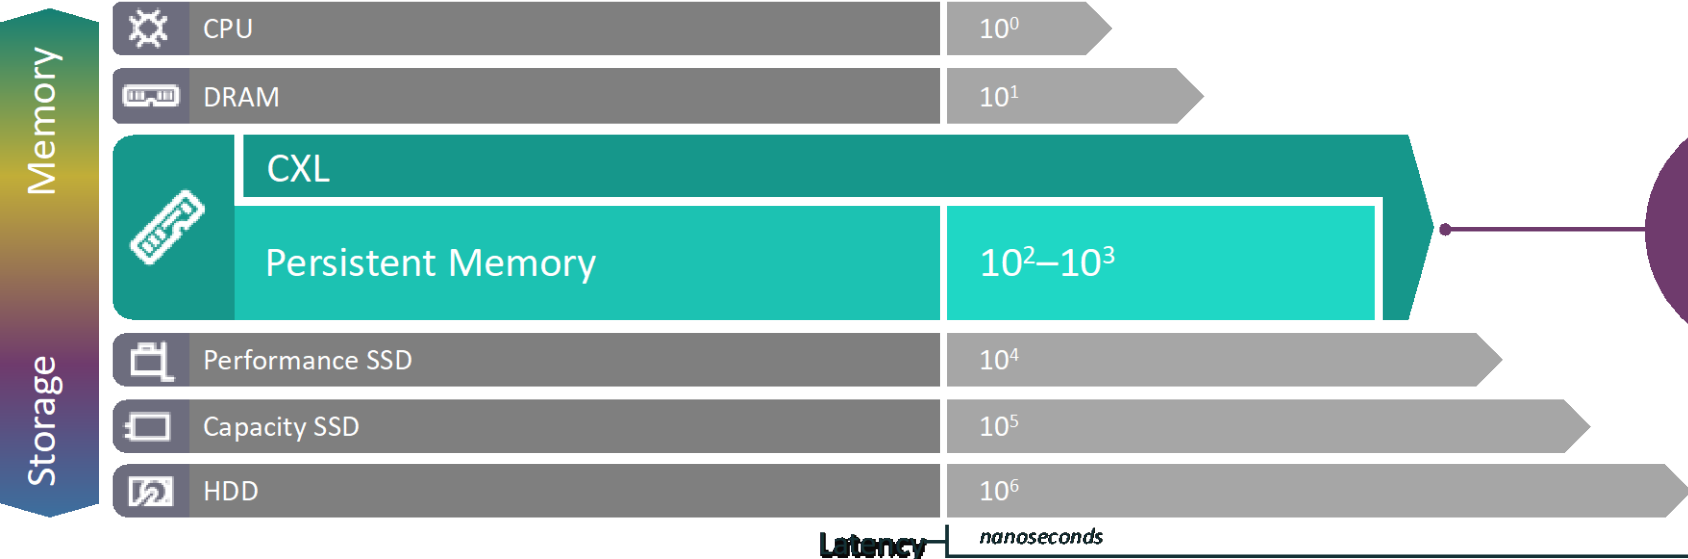 Memory
Storage
CPU 10⁰
DRAM 10¹
CXL
Persistent Memory 10²–10³
Performance SSD 10⁴
Capacity SSD 10⁵
HDD 10⁶
Latency nanoseconds